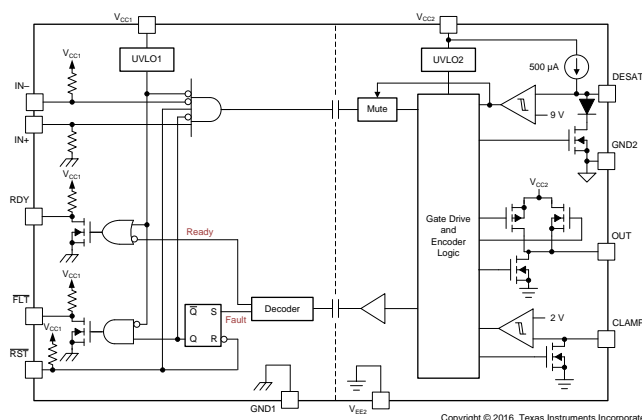 VCC1
VCC2
UVLO1
UVLO2
500 µA
DESAT
VCC1
IN–
IN+
Mute
9 V
GND2
VCC1
RDY
Ready
Gate Drive
and
Encoder
Logic
VCC2
OUT
VCC1
FLT
VCC1
RST
Q S
Q R
Fault
Decoder
2 V
CLAMP
GND1
VEE2
Copyright © 2016, Texas Instruments Incorporate